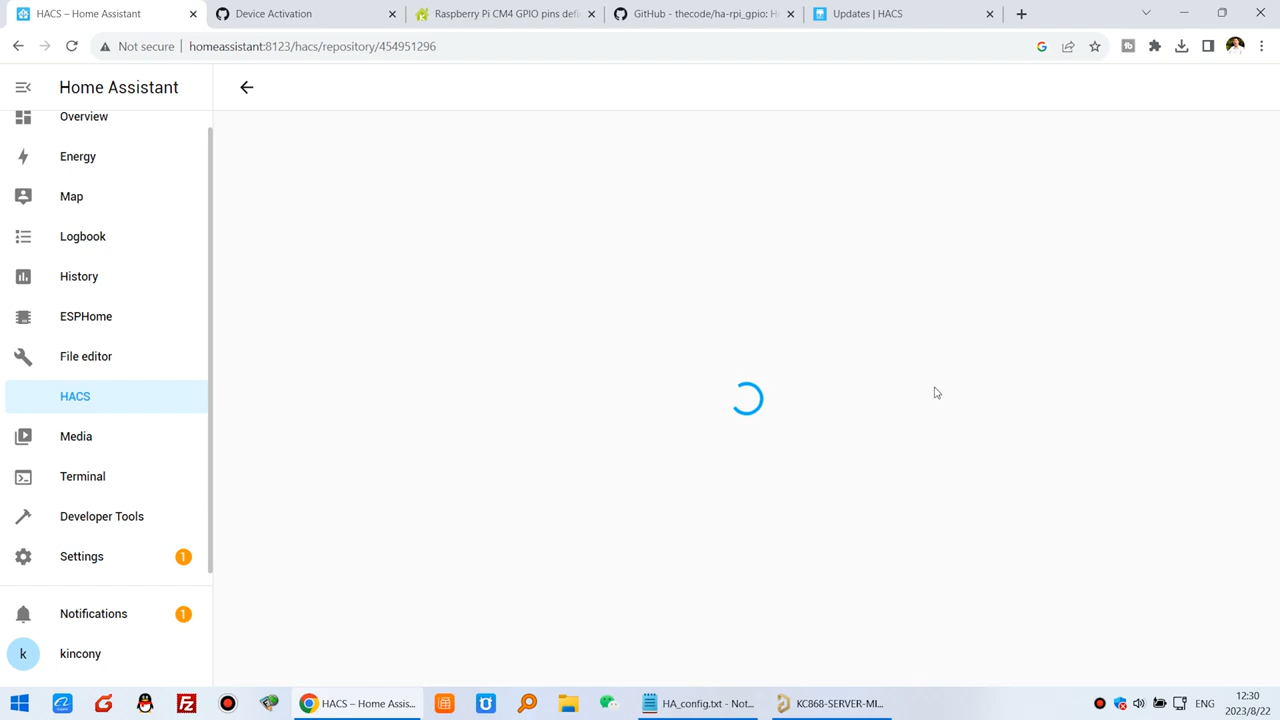 HACS – Home Assistant
Device Activation
Raspberry Pi CM4 GPIO pins defi
GitHub - thecode/ha-rpi_gpio: H
Updates | HACS
Not secure
homeassistant:8123/hacs/repository/454951296
Home Assistant
Overview
Energy
Map
Logbook
History
ESPHome
File editor
HACS
Media
Terminal
Developer Tools
Settings 1
Notifications 1
k kincony
HACS – Home Assis...
HA_config.txt - Not...
KC868-SERVER-MI...
ENG
12:30
2023/8/22